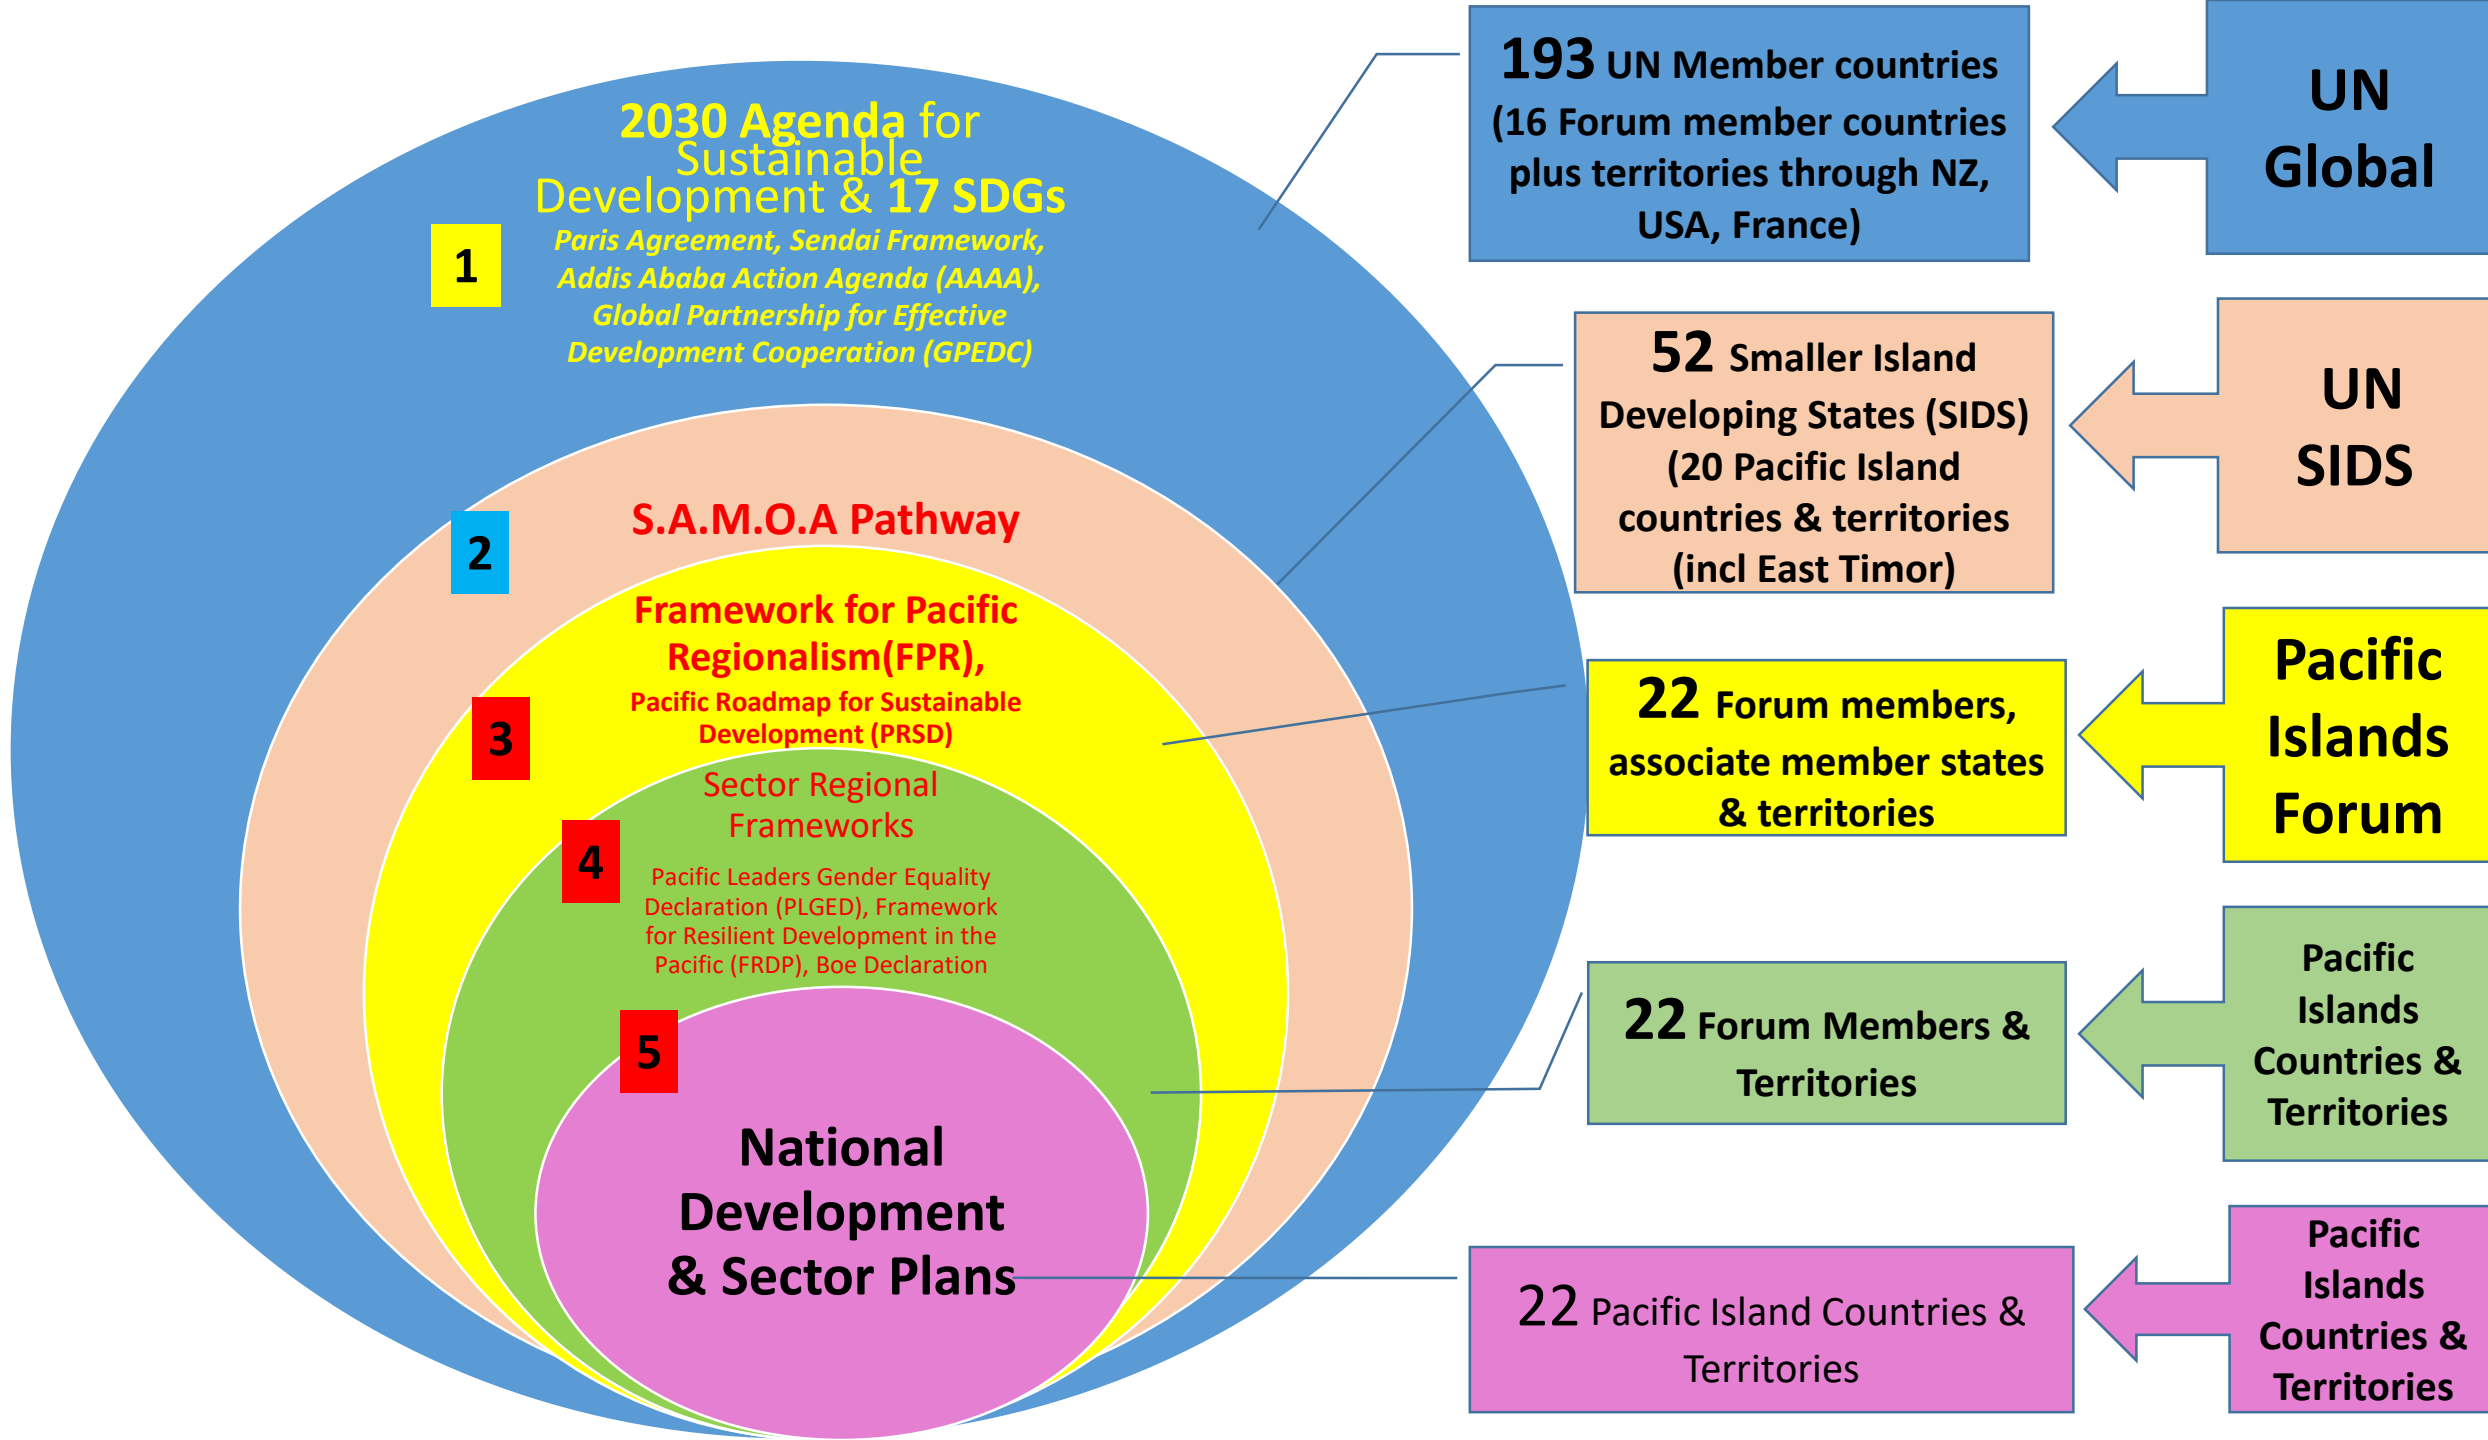 2030 Agenda for
Sustainable
Development & 17 SDGs
Paris Agreement, Sendai Framework,
Addis Ababa Action Agenda (AAAA),
Global Partnership for Effective
Development Cooperation (GPEDC)
1
193 UN Member countries
(16 Forum member countries
plus territories through NZ,
USA, France)
UN
Global
2
S.A.M.O.A Pathway
52 Smaller Island
Developing States (SIDS)
(20 Pacific Island
countries & territories
(incl East Timor)
UN
SIDS
3
Framework for Pacific
Regionalism(FPR),
Pacific Roadmap for Sustainable
Development (PRSD)
22 Forum members,
associate member states
& territories
Pacific
Islands
Forum
4
Sector Regional
Frameworks
Pacific Leaders Gender Equality
Declaration (PLGED), Framework
for Resilient Development in the
Pacific (FRDP), Boe Declaration
22 Forum Members &
Territories
Pacific
Islands
Countries &
Territories
5
National
Development
& Sector Plans
22 Pacific Island Countries &
Territories
Pacific
Islands
Countries &
Territories